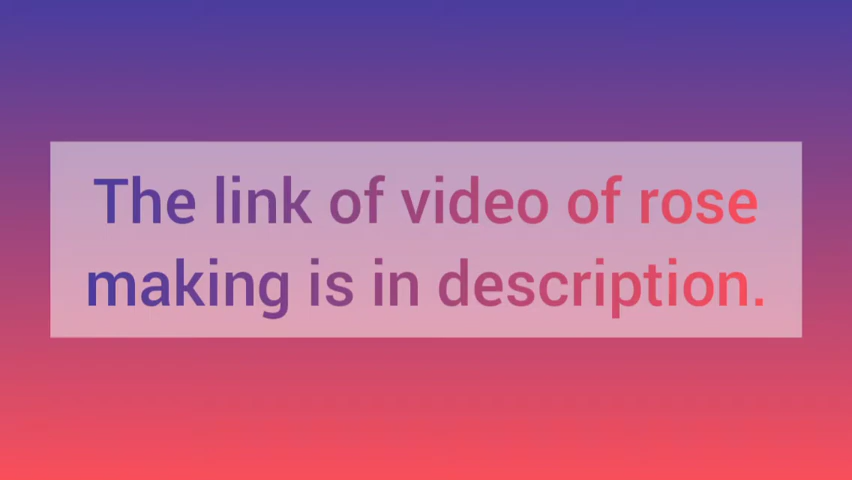 The link of video of rose
making is in description.